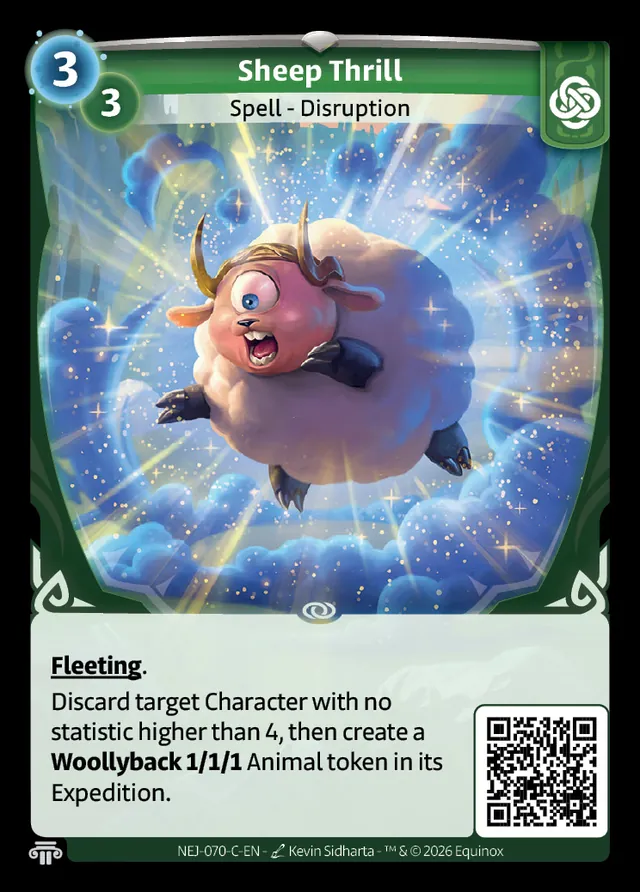 3
Sheep Thrill
3
Spell - Disruption
Fleeting.
Discard target Character with no
statistic higher than 4, then create a
Woollyback 1/1/1 Animal token in its
Expedition.
NEJ-070-C-EN - Kevin Sidharta - ™ & © 2026 Equinox